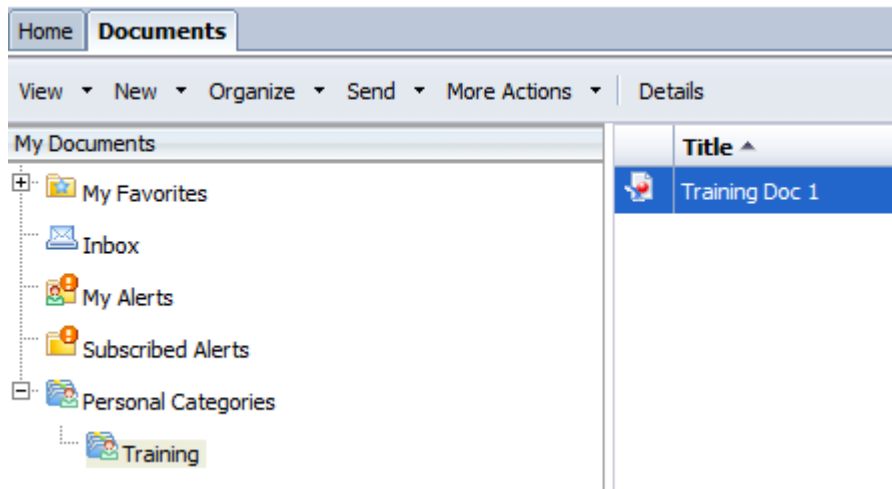 Home Documents
View New Organize Send More Actions Details
My Documents
Title
My Favorites
Training Doc 1
Inbox
My Alerts
Subscribed Alerts
Personal Categories
Training